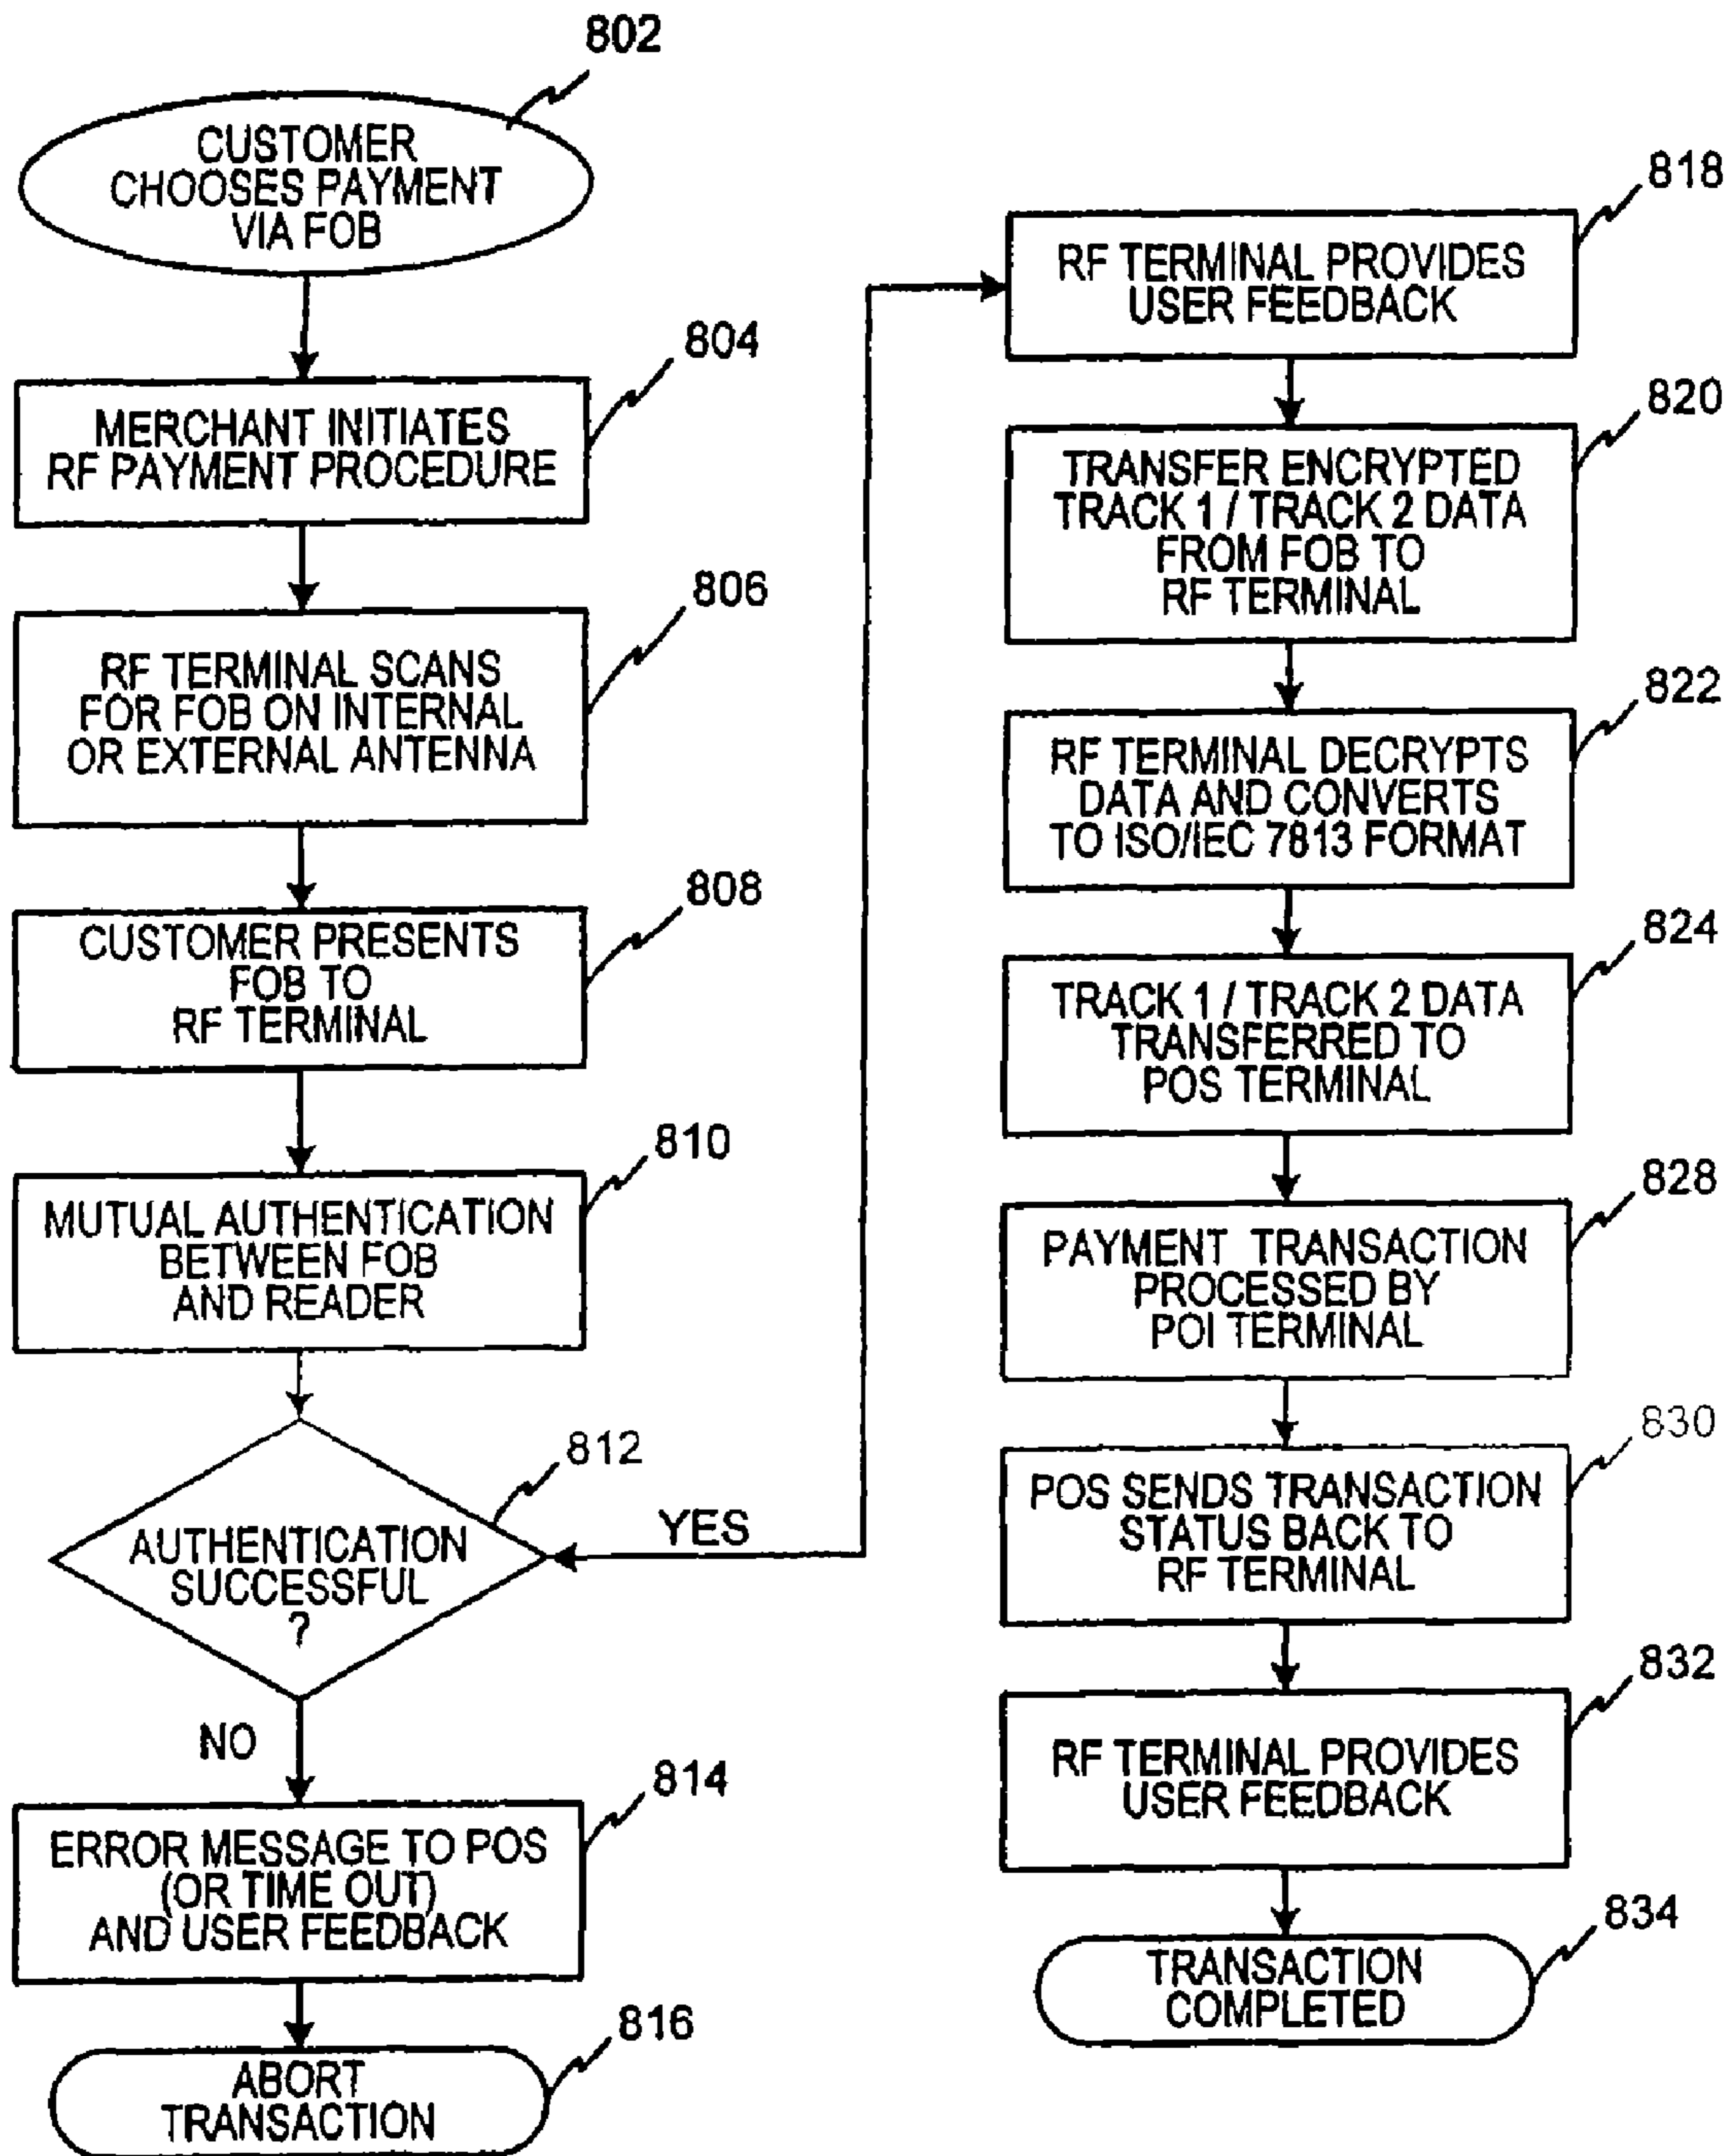 802
CUSTOMER
CHOOSES PAYMENT
VIA FOB
804
MERCHANT INITIATES
RF PAYMENT PROCEDURE
806
RF TERMINAL SCANS
FOR FOB ON INTERNAL
OR EXTERNAL ANTENNA
808
CUSTOMER PRESENTS
FOB TO
RF TERMINAL
810
MUTUAL AUTHENTICATION
BETWEEN FOB
AND READER
812
AUTHENTICATION
SUCCESSFUL
?
YES
NO
814
ERROR MESSAGE TO POS
(OR TIME OUT)
AND USER FEEDBACK
816
ABORT
TRANSACTION
818
RF TERMINAL PROVIDES
USER FEEDBACK
820
TRANSFER ENCRYPTED
TRACK 1 / TRACK 2 DATA
FROM FOB TO
RF TERMINAL
822
RF TERMINAL DECRYPTS
DATA AND CONVERTS
TO ISO/IEC 7813 FORMAT
824
TRACK 1 / TRACK 2 DATA
TRANSFERRED TO
POS TERMINAL
828
PAYMENT TRANSACTION
PROCESSED BY
POI TERMINAL
830
POS SENDS TRANSACTION
STATUS BACK TO
RF TERMINAL
832
RF TERMINAL PROVIDES
USER FEEDBACK
834
TRANSACTION
COMPLETED